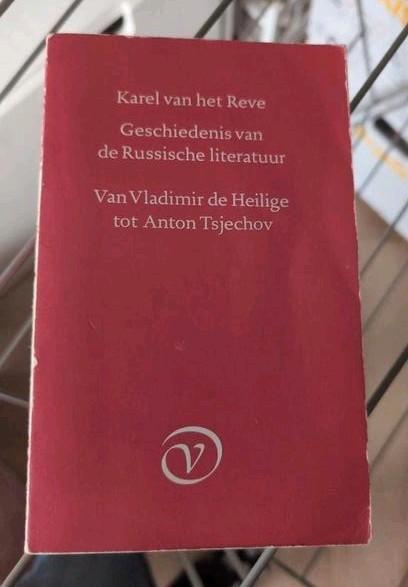 Karel van het Reve
Geschiedenis van
de Russische literatuur
Van Vladimir de Heilige
tot Anton Tsjechov
V